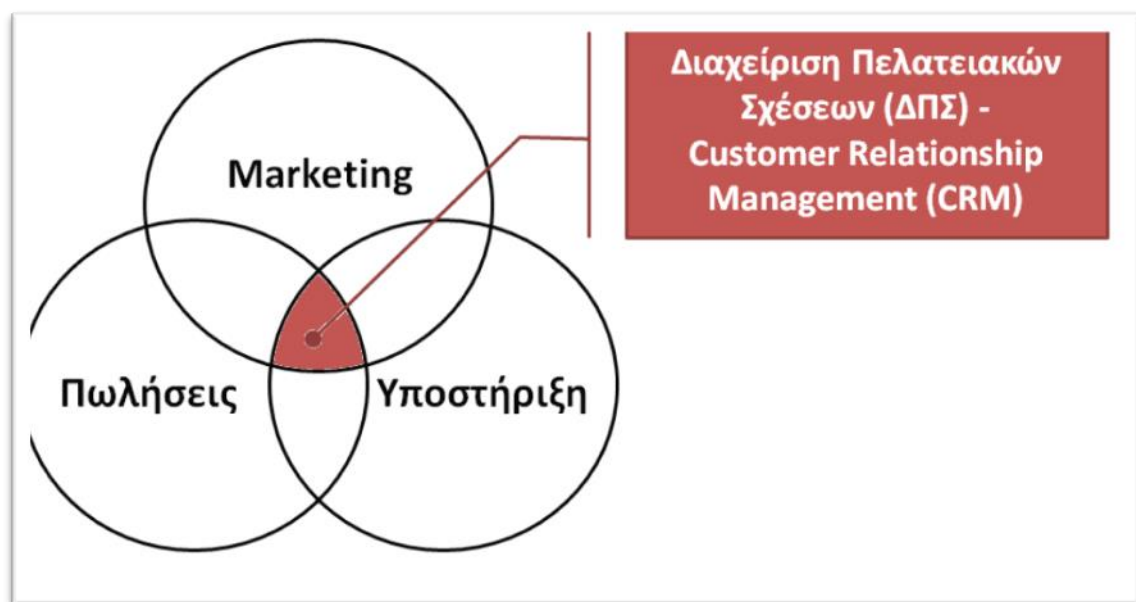 Διαχείριση Πελατειακών
Σχέσεων (ΔΠΣ) -
Customer Relationship
Management (CRM)
Marketing
Πωλήσεις
Υποστήριξη